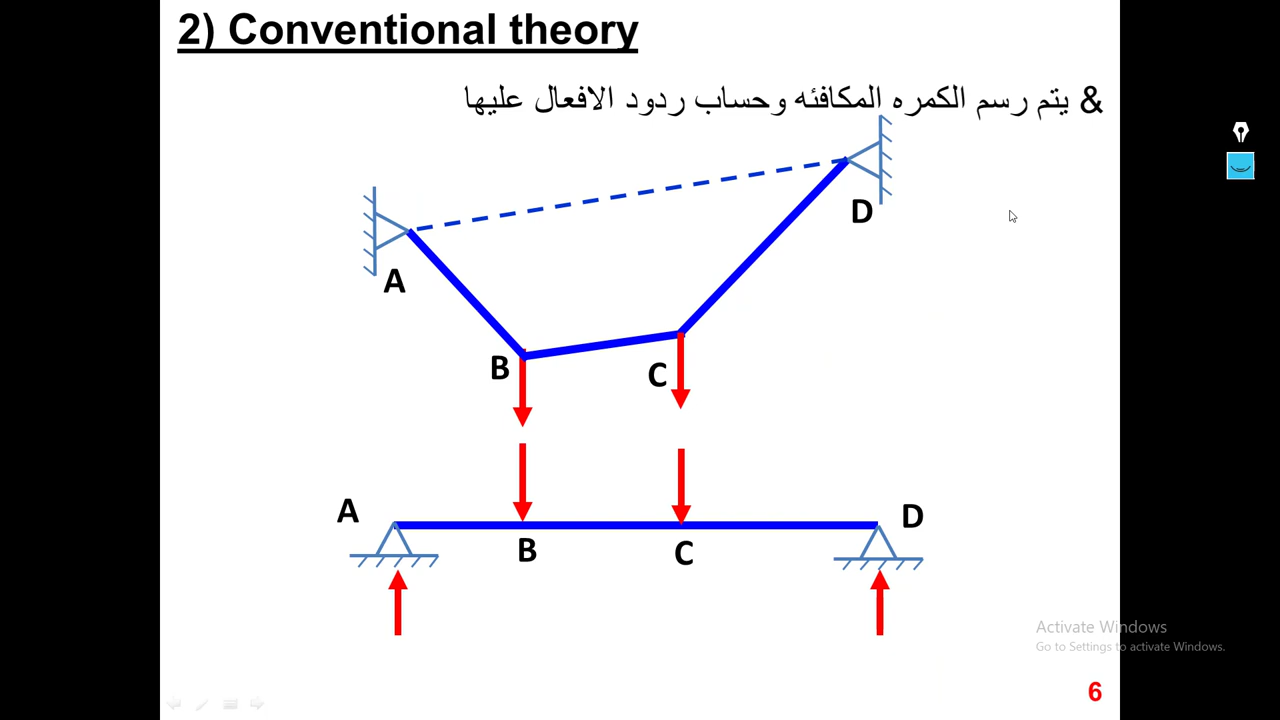 2) Conventional theory
& يتم رسم الكمره المكافئه وحساب ردود الافعال عليها
D
A
B
C
A
D
B
C
Activate Windows
Go to Settings to activate Windows.
6